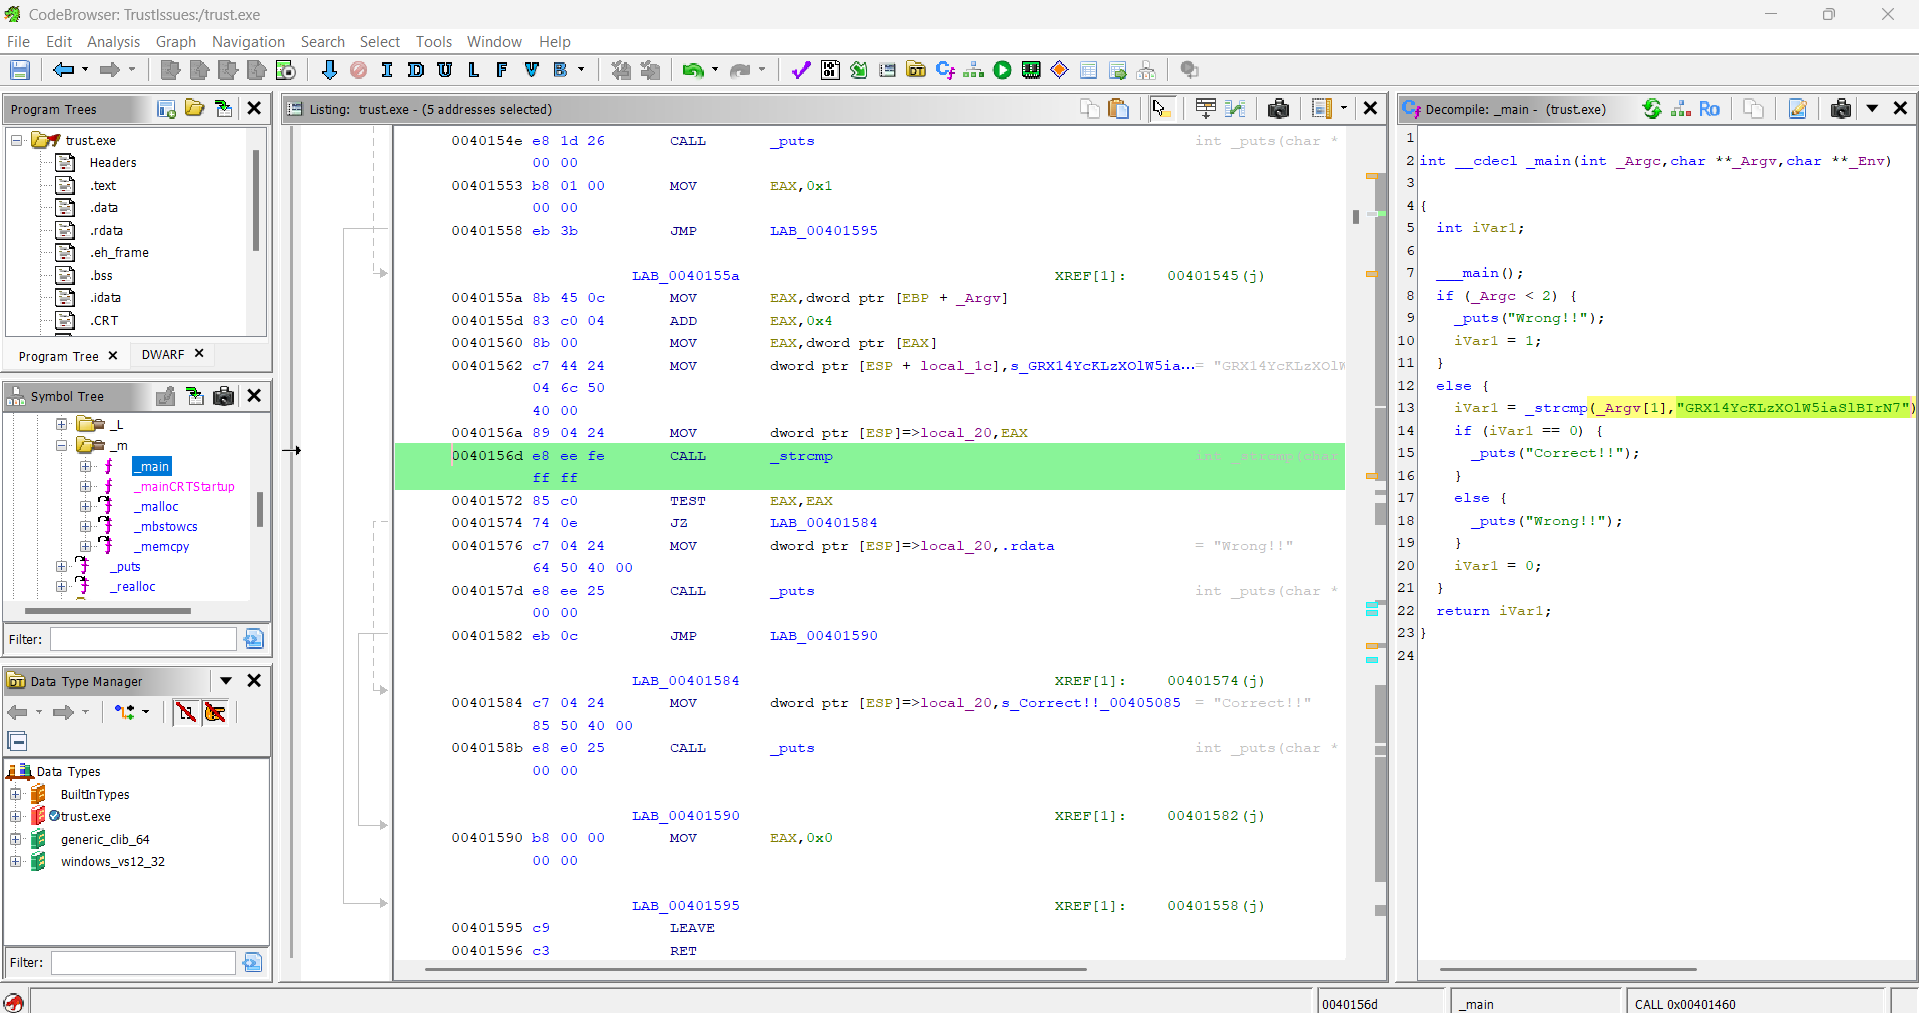 CodeBrowser: TrustIssues:/trust.exe
File Edit Analysis Graph Navigation Search Select Tools Window Help
I D U L F V B
Program Trees
trust.exe
Headers
.text
.data
.rdata
.eh_frame
.bss
.idata
.CRT
Program Tree × DWARF ×
Symbol Tree
_L
_m
_main
_mainCRTStartup
_malloc
_mbstowcs
_memcpy
_puts
_realloc
Filter:
Data Type Manager
Data Types
BuiltInTypes
trust.exe
generic_clib_64
windows_vs12_32
Filter:
Listing: trust.exe - (5 addresses selected)
0040154e e8 1d 26 CALL _puts int _puts(char *
00 00
00401553 b8 01 00 MOV EAX,0x1
00 00
00401558 eb 3b JMP LAB_00401595
LAB_0040155a XREF[1]: 00401545(j)
0040155a 8b 45 0c MOV EAX,dword ptr [EBP + _Argv]
0040155d 83 c0 04 ADD EAX,0x4
00401560 8b 00 MOV EAX,dword ptr [EAX]
00401562 c7 44 24 MOV dword ptr [ESP + local_1c],s_GRX14YcKLzXOlW5ia...= "GRX14YcKLzXOlW
04 6c 50
40 00
0040156a 89 04 24 MOV dword ptr [ESP]=>local_20,EAX
0040156d e8 ee fe CALL _strcmp int _strcmp(char
ff ff
00401572 85 c0 TEST EAX,EAX
00401574 74 0e JZ LAB_00401584
00401576 c7 04 24 MOV dword ptr [ESP]=>local_20,.rdata = "Wrong!!"
64 50 40 00
0040157d e8 ee 25 CALL _puts int _puts(char *
00 00
00401582 eb 0c JMP LAB_00401590
LAB_00401584 XREF[1]: 00401574(j)
00401584 c7 04 24 MOV dword ptr [ESP]=>local_20,s_Correct!!_00405085 = "Correct!!"
85 50 40 00
0040158b e8 e0 25 CALL _puts int _puts(char *
00 00
LAB_00401590 XREF[1]: 00401582(j)
00401590 b8 00 00 MOV EAX,0x0
00 00
LAB_00401595 XREF[1]: 00401558(j)
00401595 c9 LEAVE
00401596 c3 RET
Decompile: _main - (trust.exe)
1
2 int __cdecl _main(int _Argc,char **_Argv,char **_Env)
3
4 {
5 int iVar1;
6
7 ___main();
8 if (_Argc < 2) {
9 _puts("Wrong!!");
10 iVar1 = 1;
11 }
12 else {
13 iVar1 = _strcmp(_Argv[1],"GRX14YcKLzXOlW5iaSlBIrN7")
14 if (iVar1 == 0) {
15 _puts("Correct!!");
16 }
17 else {
18 _puts("Wrong!!");
19 }
20 iVar1 = 0;
21 }
22 return iVar1;
23 }
24
0040156d _main CALL 0x00401460